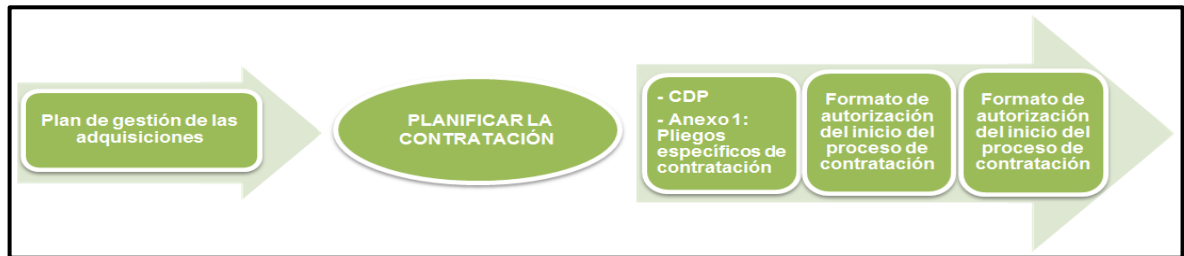 Plan de gestión de las
adquisiciones
PLANIFICAR LA
CONTRATACIÓN
- CDP
- Anexo 1:
Pliegos
específicos de
contratación
Formato de
autorización
del inicio del
proceso de
contratación
Formato de
autorización
del inicio del
proceso de
contratación